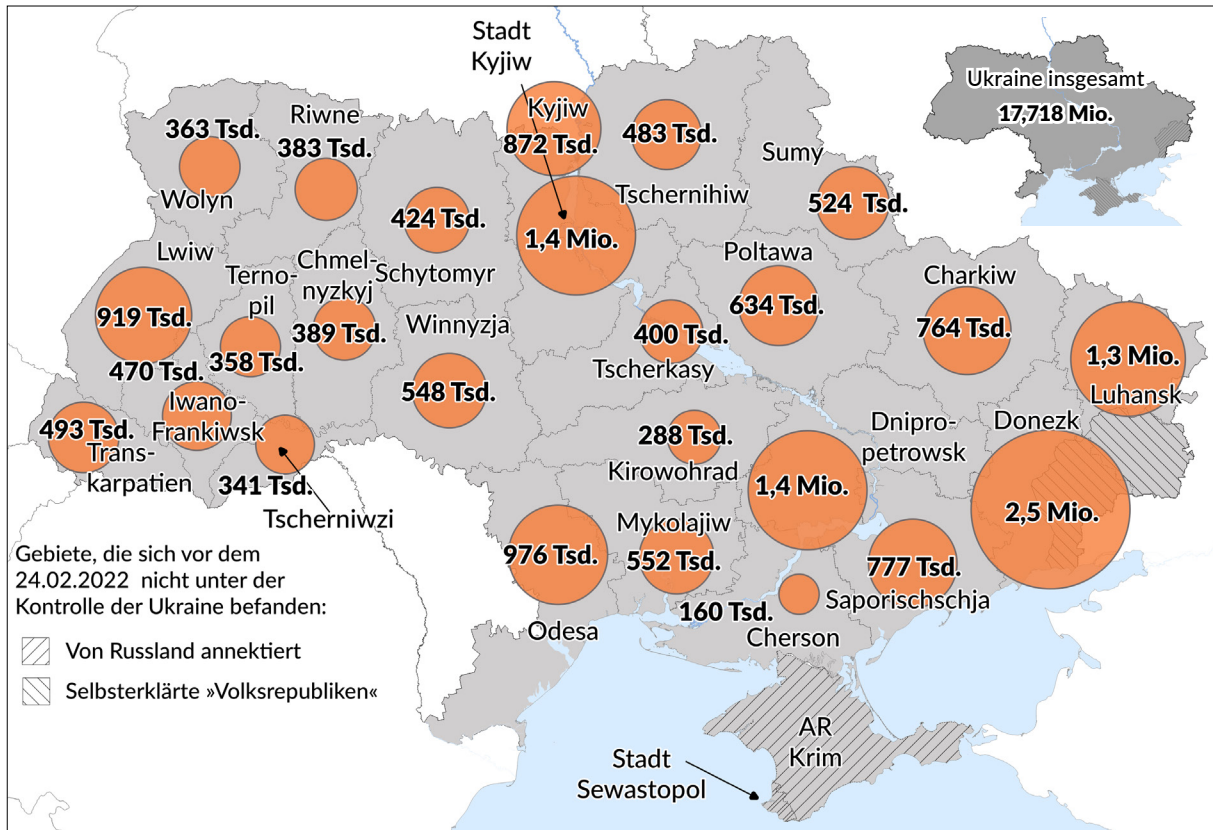 Stadt
Kyjiw
Ukraine insgesamt
17,718 Mio.
Riwne
383 Tsd.
363 Tsd.
Wolyn
Kyjiw
872 Tsd.
483 Tsd.
Tschernihiw
Sumy
524 Tsd.
424 Tsd.
Schytomyr
1,4 Mio.
Lwiw
919 Tsd.
Terno-
pil
358 Tsd.
Chmel-
nyzkyj
389 Tsd.
Winnyzja
548 Tsd.
Poltawa
634 Tsd.
400 Tsd.
Tscherkasy
Charkiw
764 Tsd.
1,3 Mio.
Luhansk
470 Tsd.
Iwano-
Frankiwsk
493 Tsd.
Trans-
karpatien
341 Tsd.
Tscherniwzi
288 Tsd.
Kirowohrad
Dnipro-
petrowsk
1,4 Mio.
Donezk
2,5 Mio.
976 Tsd.
Odesa
Mykolajiw
552 Tsd.
160 Tsd.
Cherson
777 Tsd.
Saporischschja
Gebiete, die sich vor dem
24.02.2022 nicht unter der
Kontrolle der Ukraine befanden:
Von Russland annektiert
Selbsterklärte »Volksrepubliken«
AR
Krim
Stadt
Sewastopol